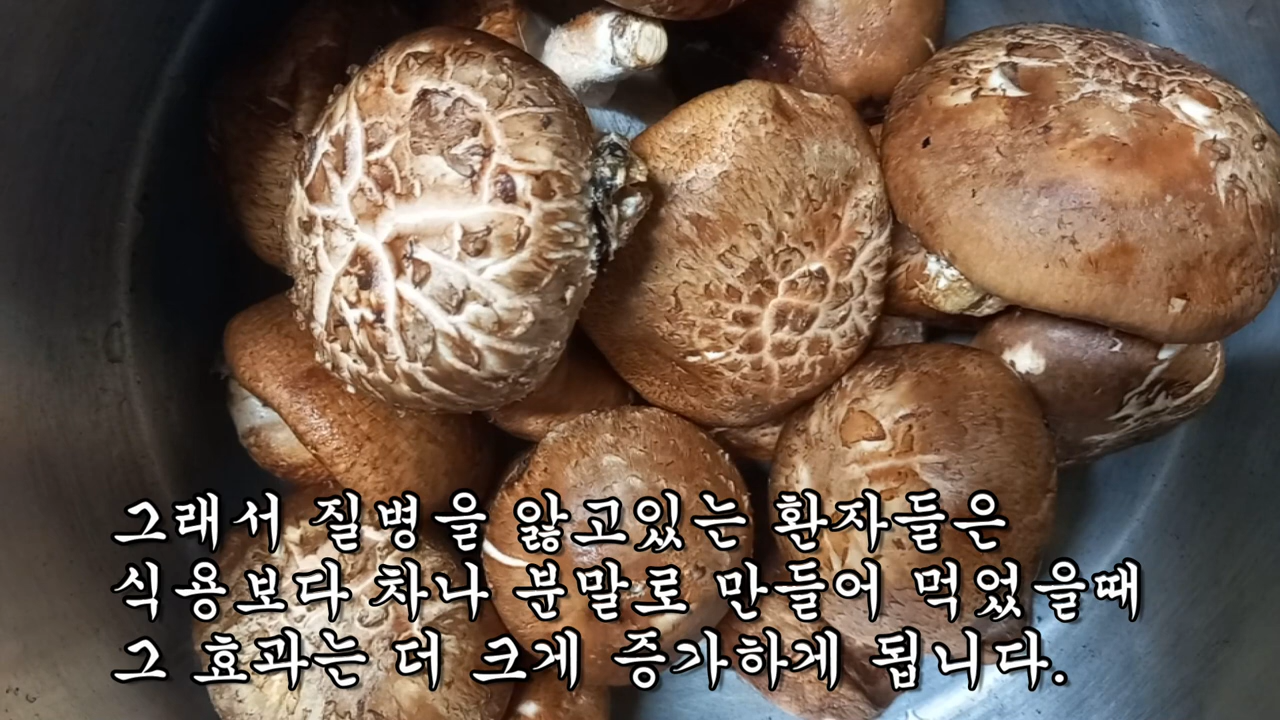 그래서 질병을 앓고있는 환자들은
식용보다 차나 분말로 만들어 먹었을때
그 효과는 더 크게 증가하게 됩니다.